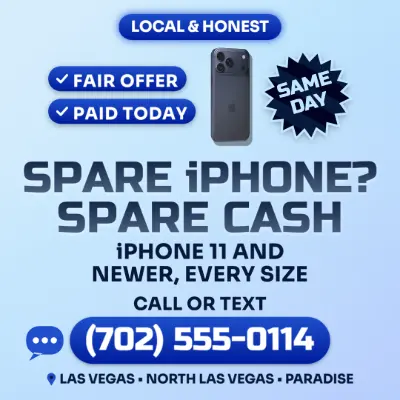 LOCAL & HONEST
✓ FAIR OFFER
✓ PAID TODAY
SAME
DAY
SPARE iPHONE?
SPARE CASH
iPHONE 11 AND
NEWER, EVERY SIZE
CALL OR TEXT
(702) 555-0114
LAS VEGAS • NORTH LAS VEGAS • PARADISE